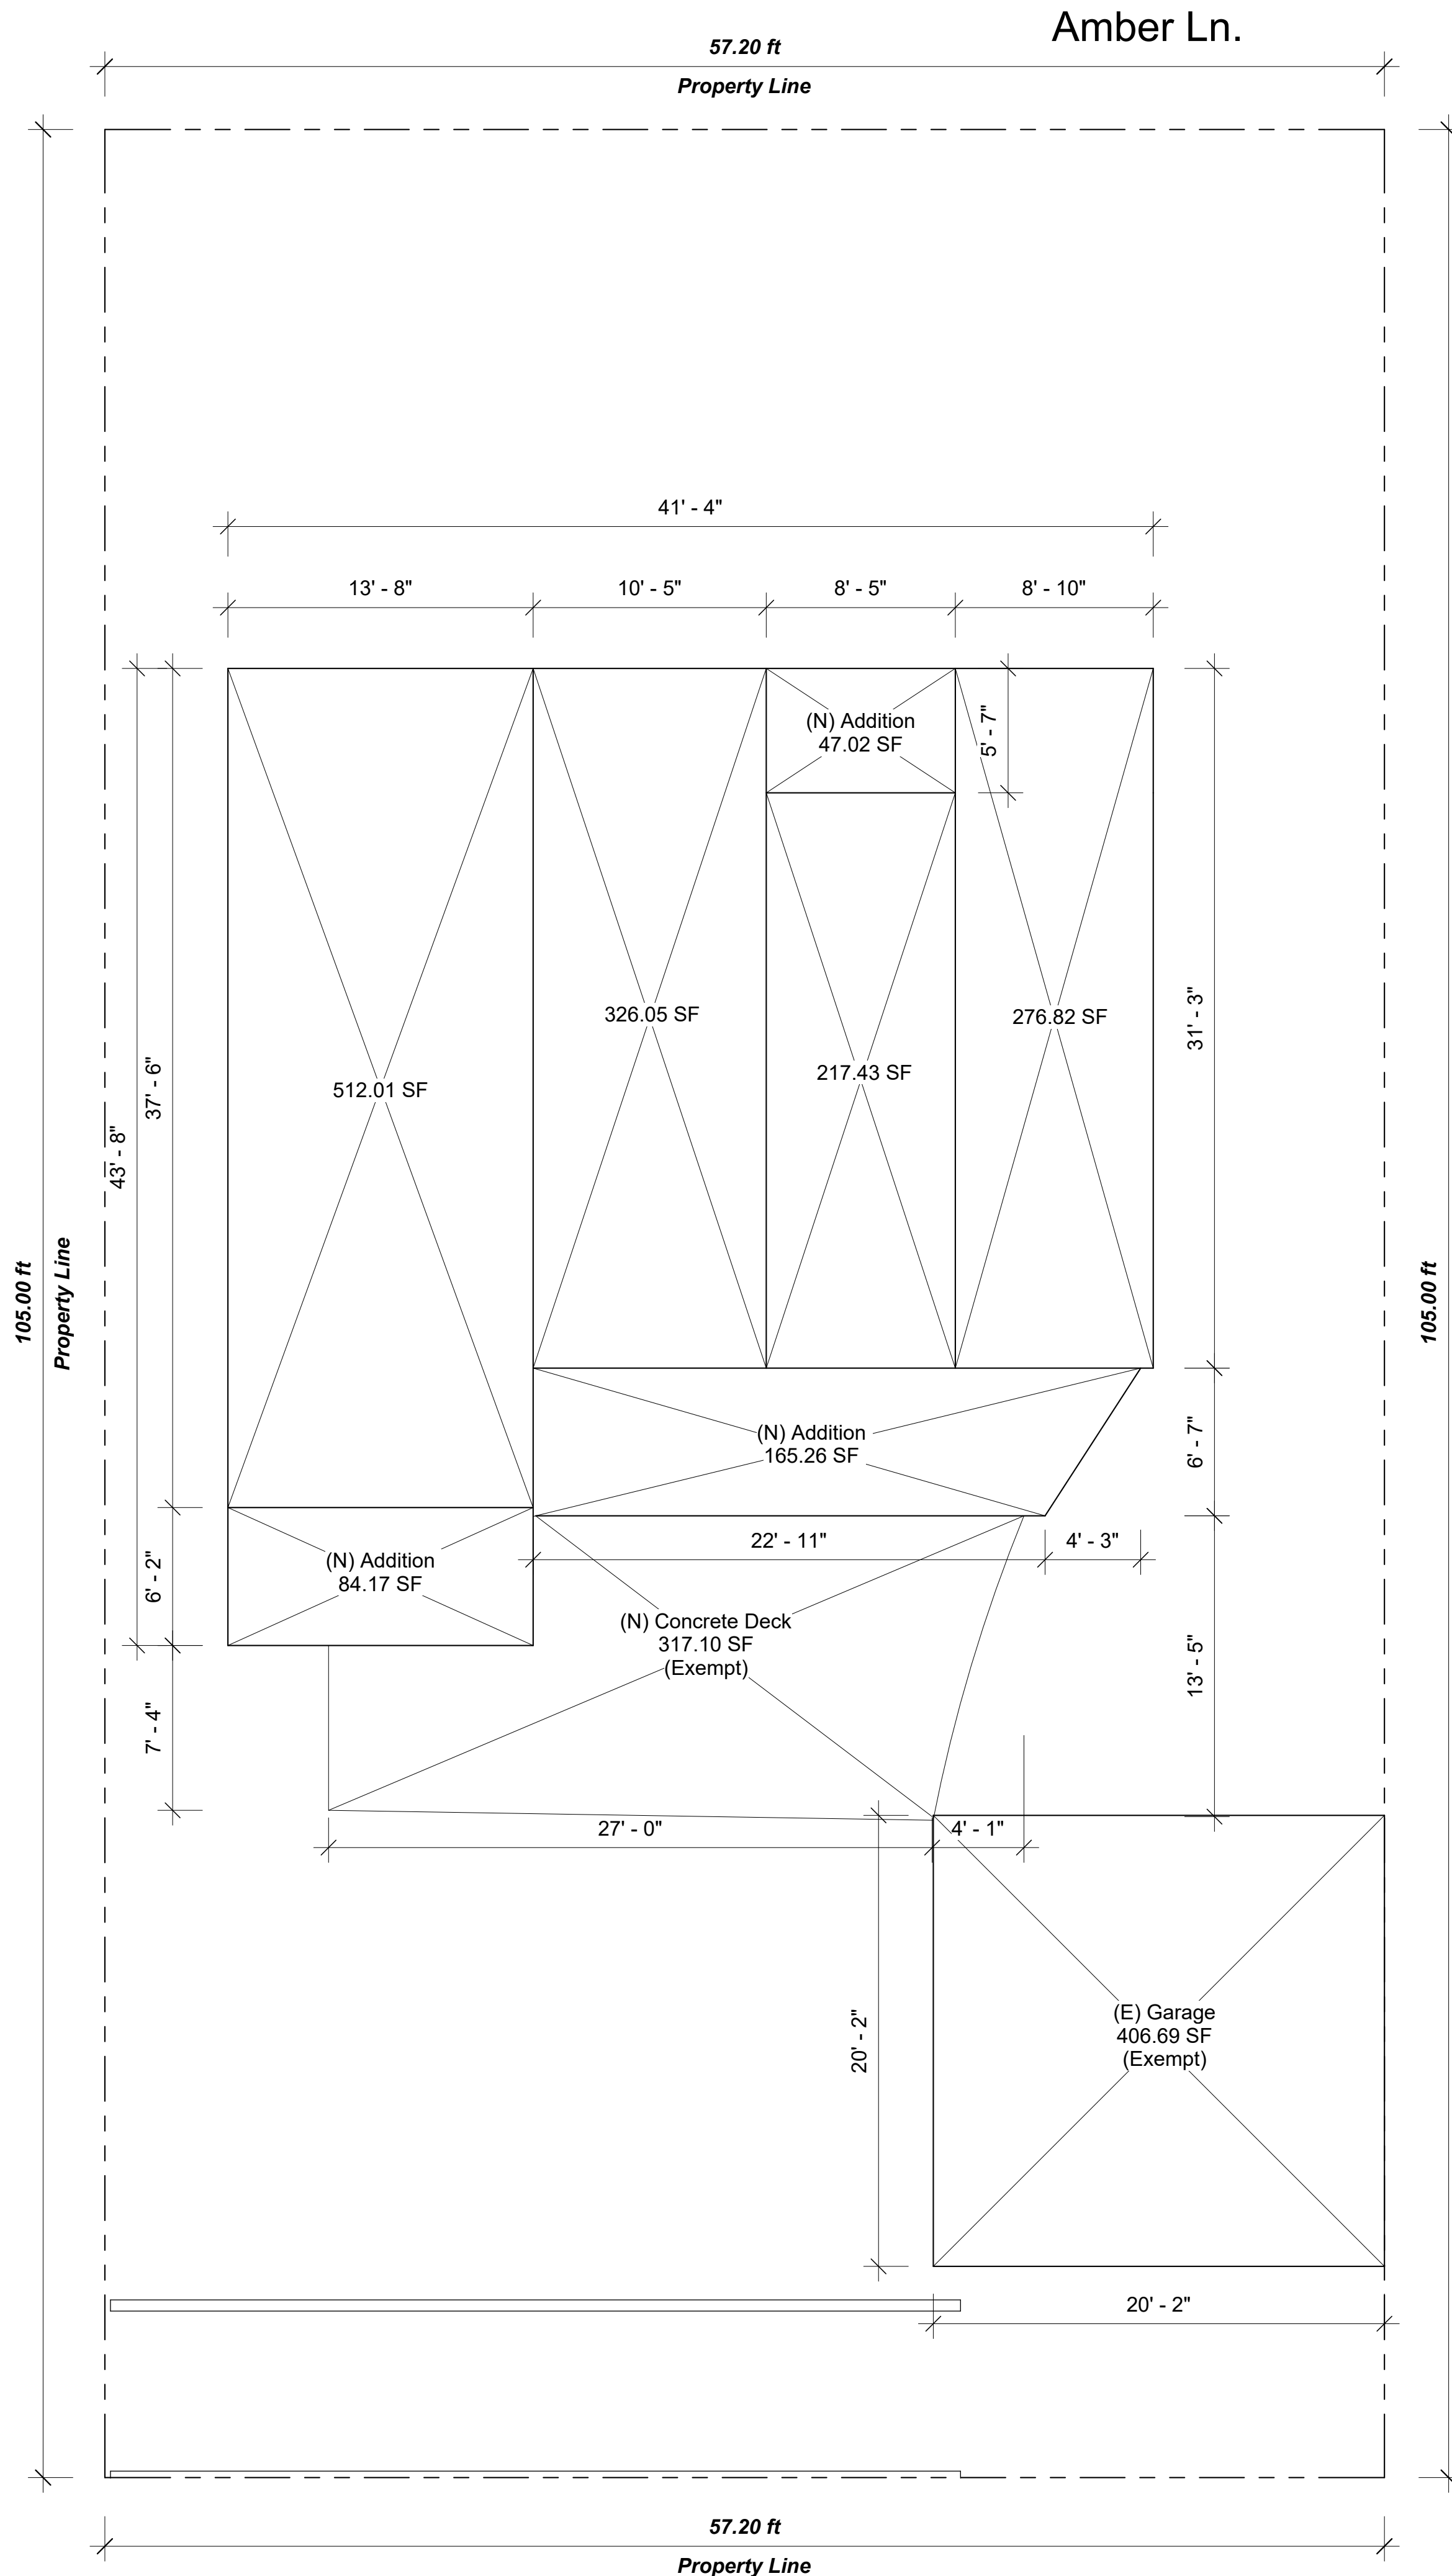 Amber Ln.
57.20 ft
Property Line
41' - 4"
13' - 8"
10' - 5"
8' - 5"
8' - 10"
(N) Addition
47.02 SF
5' - 7"
326.05 SF
276.82 SF
31' - 3"
217.43 SF
512.01 SF
37' - 6"
43' - 8"
105.00 ft
Property Line
105.00 ft
(N) Addition
165.26 SF
6' - 7"
22' - 11"
4' - 3"
(N) Addition
84.17 SF
6' - 2"
(N) Concrete Deck
317.10 SF
(Exempt)
13' - 5"
7' - 4"
27' - 0"
4' - 1"
(E) Garage
406.69 SF
(Exempt)
20' - 2"
20' - 2"
57.20 ft
Property Line